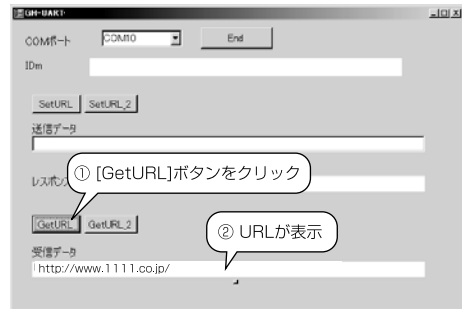 GH-UART
COMポート COM10 End
IDm
SetURL SetURL_2
送信データ
レスポンス
① [GetURL]ボタンをクリック
GetURL GetURL_2
② URLが表示
受信データ
http://www.1111.co.jp/